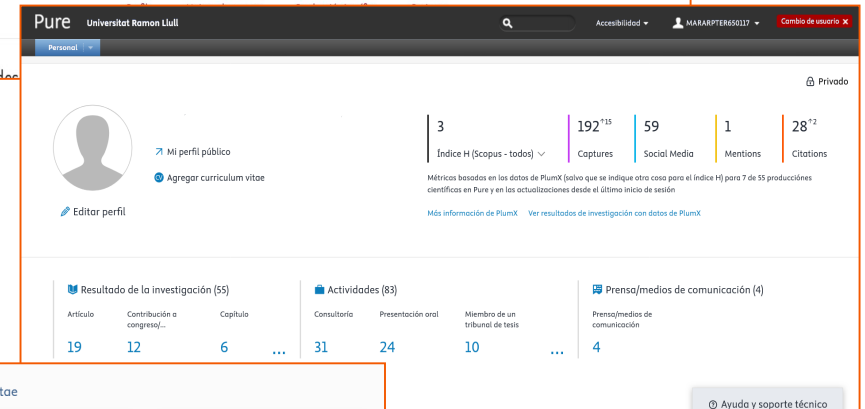 Pure Universitat Ramon Llull
Accesibilidad
MARARPTER650117
Cambio de usuario x
Personal
Privado
Mi perfil público
Agregar curriculum vitae
Editar perfil
3
Índice H (Scopus - todos)
192↑15
Captures
59
Social Media
1
Mentions
28↑2
Citations
Métricas basadas en los datos de PlumX (salvo que se indique otra cosa para el índice H) para 7 de 55 producciónes
científicas en Pure y en las actualizaciones desde el último inicio de sesión
Más información de PlumX Ver resultados de investigación con datos de PlumX
Resultado de la investigación (55)
Artículo
19
Contribución a
congreso/...
12
Capítulo
6
...
Actividades (83)
Consultoría
31
Presentación oral
24
Miembro de un
tribunal de tesis
10
...
Prensa/medios de comunicación (4)
Prensa/medios de
comunicación
4
Ayuda y soporte técnico